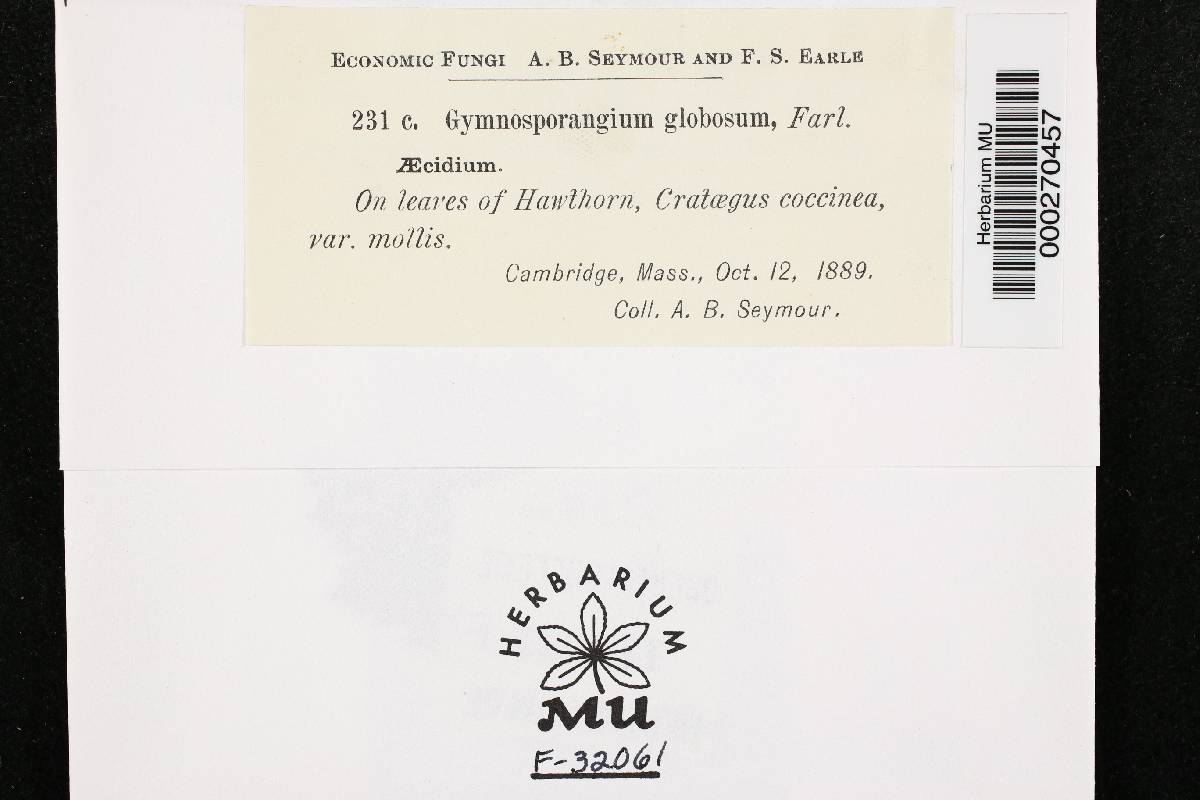 ECONOMIC FUNGI A. B. SEYMOUR AND F. S. EARLE
231 c. Gymnosporangium globosum, Farl.
Æcidium.
On leaves of Hawthorn, Cratægus coccinea,
var. mollis.
Cambridge, Mass., Oct. 12, 1889.
Coll. A. B. Seymour.
Herbarium MU
000270457
HERBARIUM
MU
F-32061